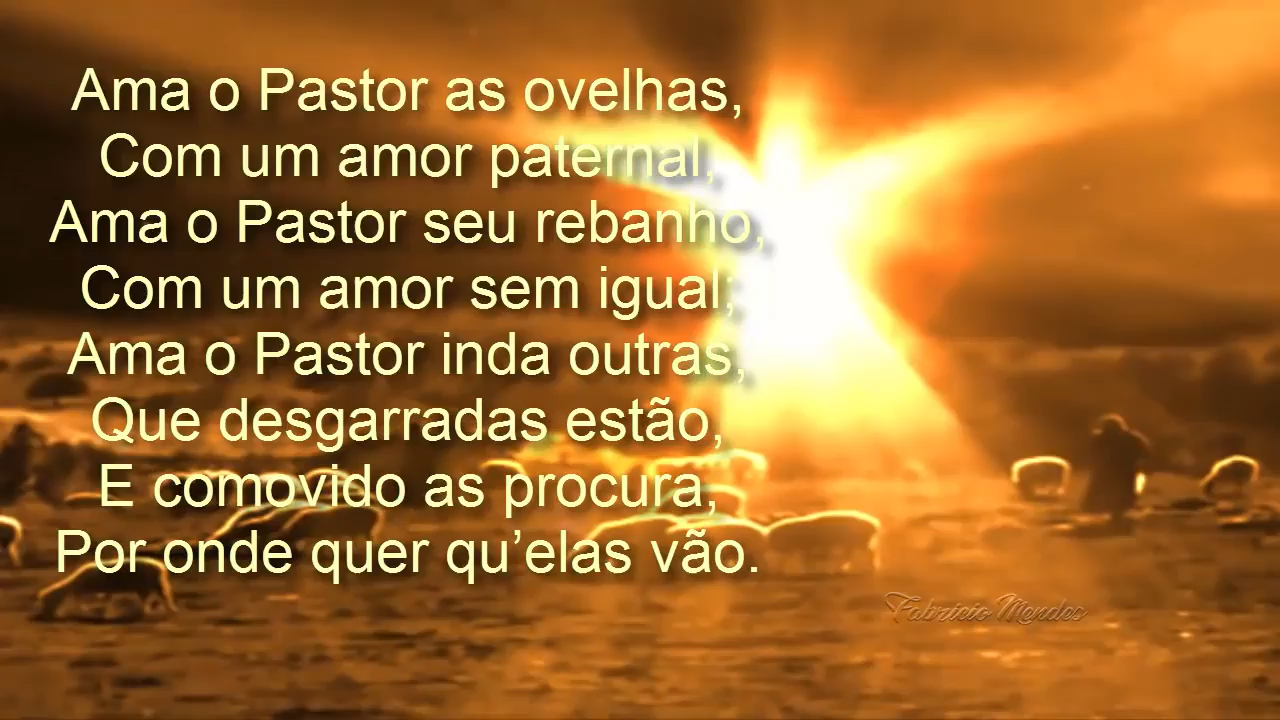 Ama o Pastor as ovelhas,
Com um amor paternal,
Ama o Pastor seu rebanho,
Com um amor sem igual;
Ama o Pastor inda outras,
Que desgarradas estão,
E comovido as procura,
Por onde quer qu’elas vão.
Fabricio Mendes